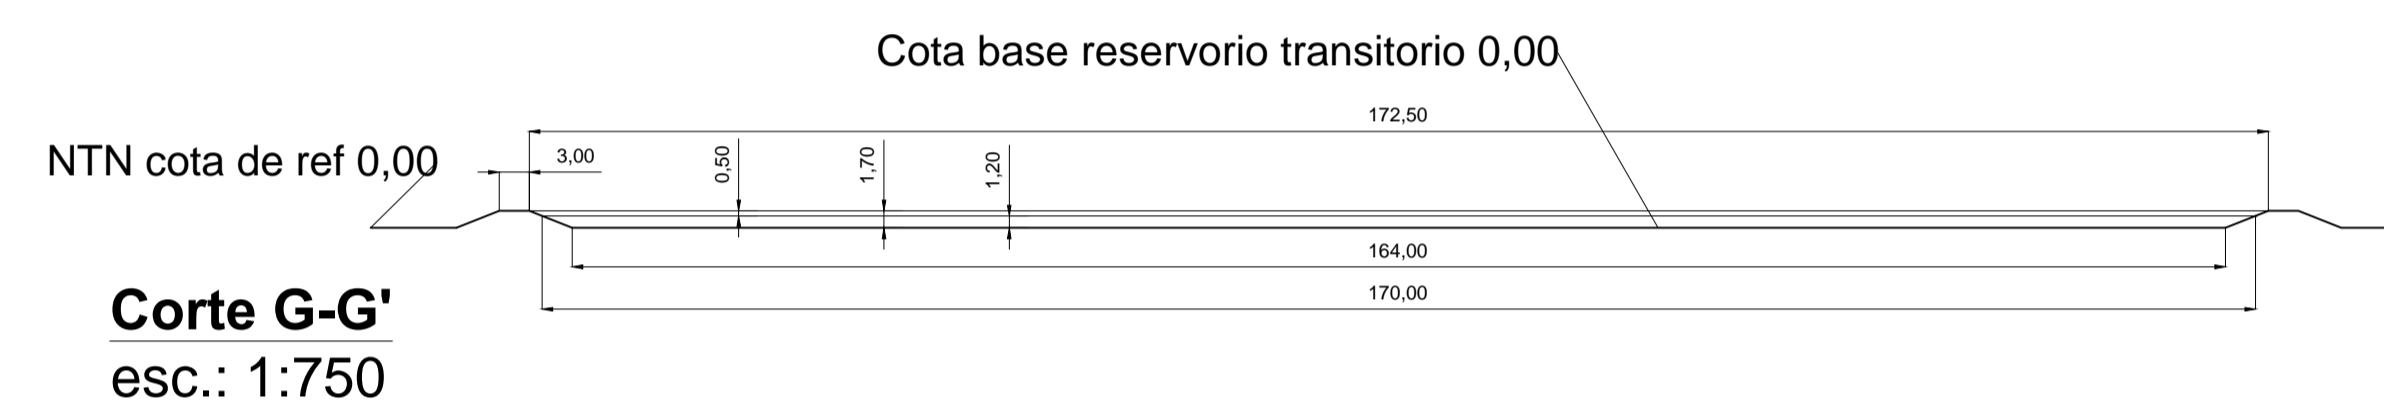 Cota base reservorio transitorio 0,00
172,50
NTN cota de ref 0,00
3,00
0,50
1,70
1,20
164,00
170,00
Corte G-G'
esc.: 1:750